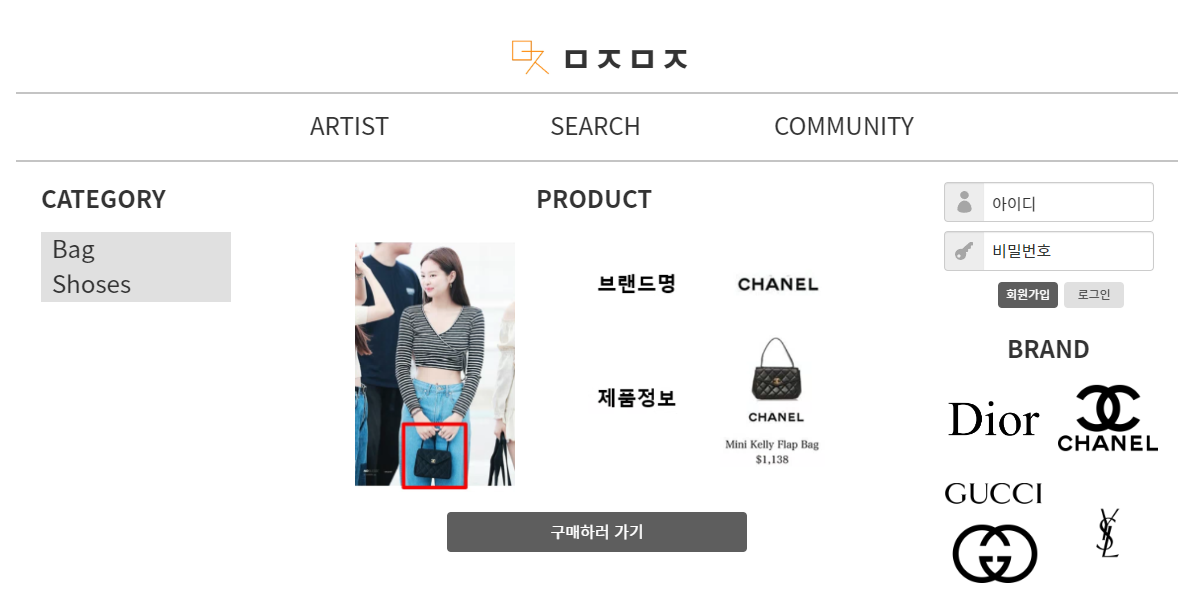 ㅁㅈㅁㅈ
ARTIST
SEARCH
COMMUNITY
CATEGORY
Bag
Shoses
PRODUCT
브랜드명
CHANEL
제품정보
CHANEL
Mini Kelly Flap Bag
$1,138
구매하러 가기
아이디
비밀번호
회원가입
로그인
BRAND
Dior
CHANEL
GUCCI
YSL